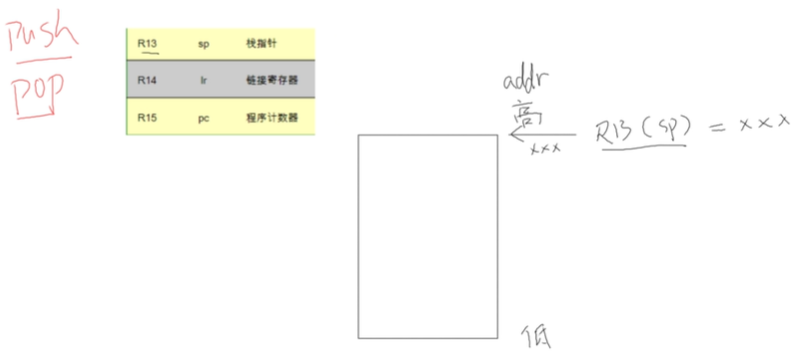 Push
POP
R13 sp 栈指针
R14 lr 链接寄存器
R15 pc 程序计数器
addr
高
xxx
R13(sp) = xxx
低